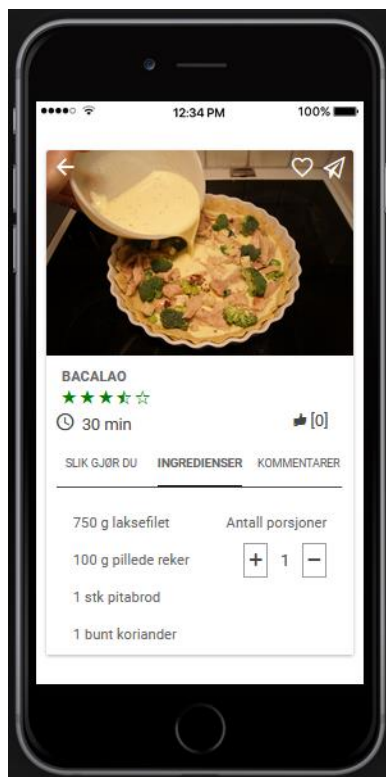 12:34 PM 100%
BACALAO
30 min [0]
SLIK GJØR DU INGREDIENSER KOMMENTARER
750 g laksefilet Antall porsjoner
100 g pillede reker + 1 −
1 stk pitabrod
1 bunt koriander